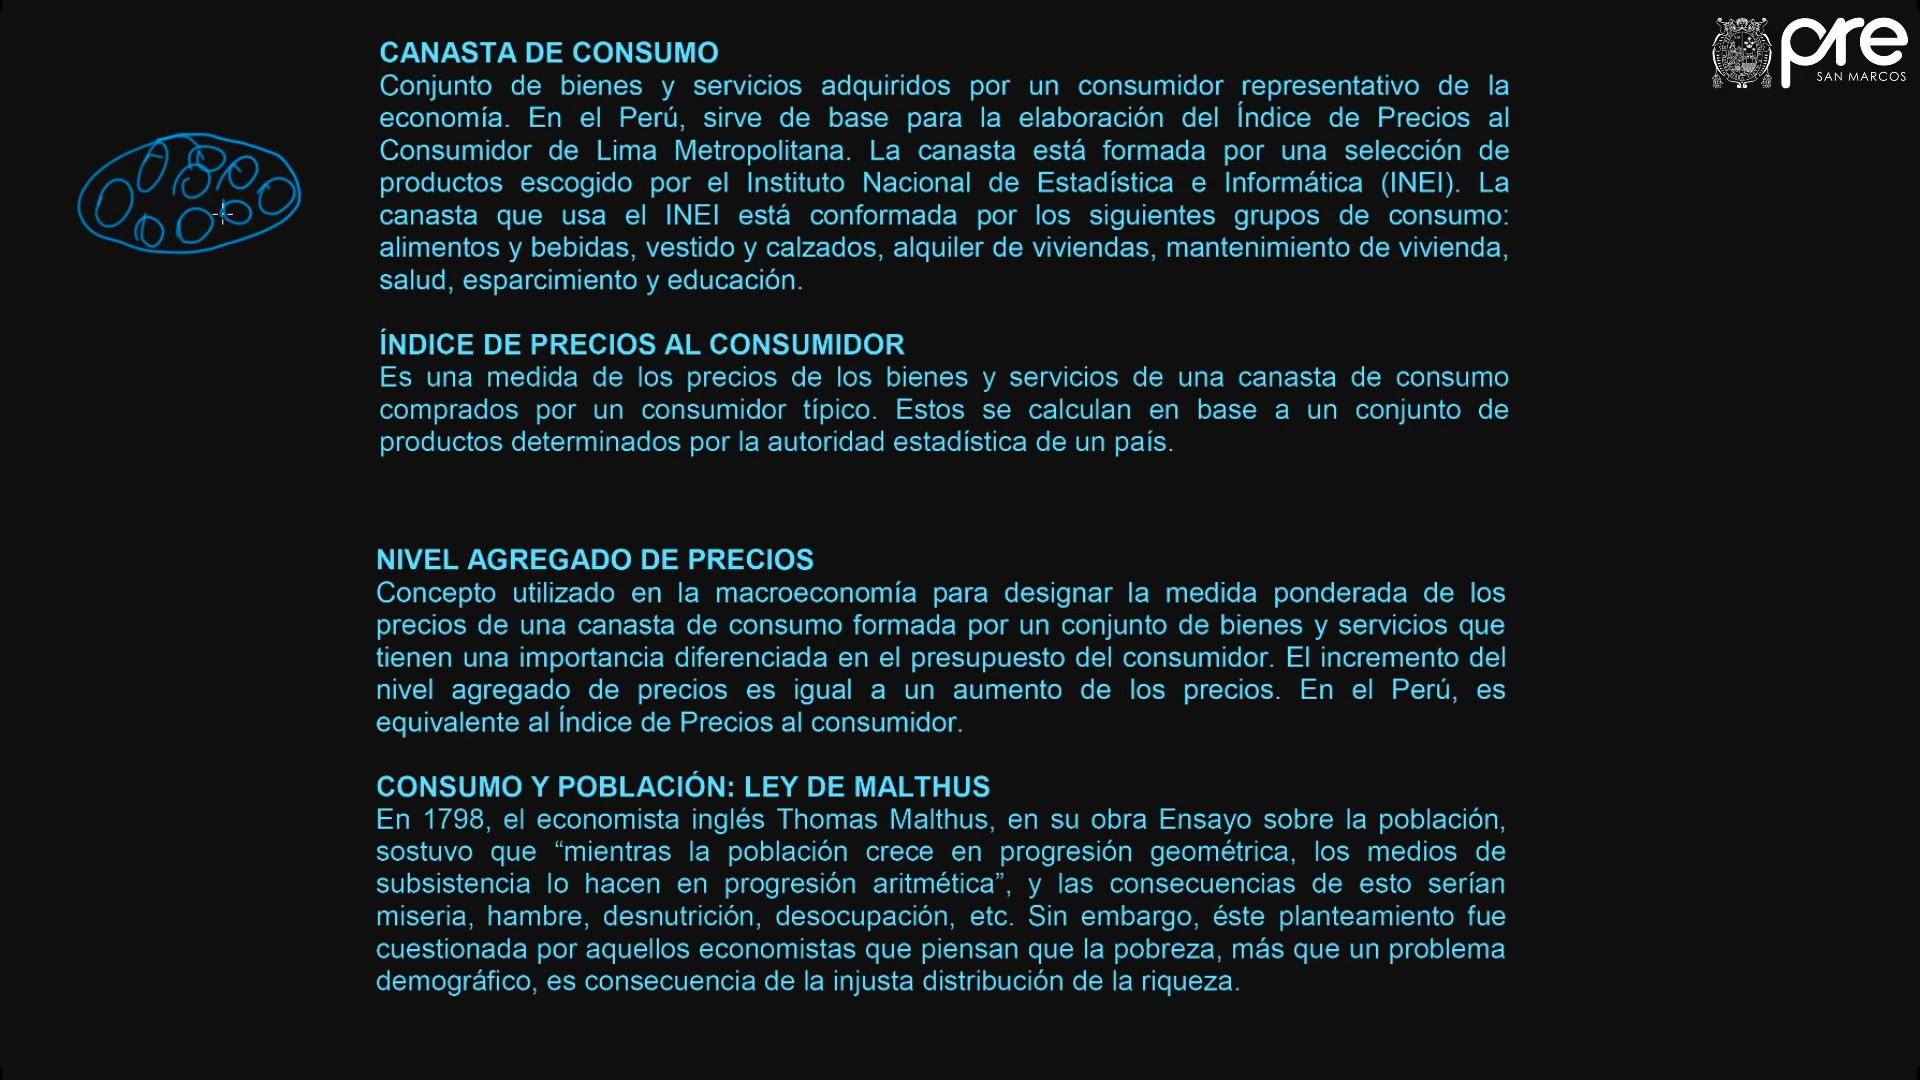 pre
SAN MARCOS
CANASTA DE CONSUMO
Conjunto de bienes y servicios adquiridos por un consumidor representativo de la
economía. En el Perú, sirve de base para la elaboración del Índice de Precios al
Consumidor de Lima Metropolitana. La canasta está formada por una selección de
productos escogido por el Instituto Nacional de Estadística e Informática (INEI). La
canasta que usa el INEI está conformada por los siguientes grupos de consumo:
alimentos y bebidas, vestido y calzados, alquiler de viviendas, mantenimiento de vivienda,
salud, esparcimiento y educación.
ÍNDICE DE PRECIOS AL CONSUMIDOR
Es una medida de los precios de los bienes y servicios de una canasta de consumo
comprados por un consumidor típico. Estos se calculan en base a un conjunto de
productos determinados por la autoridad estadística de un país.
NIVEL AGREGADO DE PRECIOS
Concepto utilizado en la macroeconomía para designar la medida ponderada de los
precios de una canasta de consumo formada por un conjunto de bienes y servicios que
tienen una importancia diferenciada en el presupuesto del consumidor. El incremento del
nivel agregado de precios es igual a un aumento de los precios. En el Perú, es
equivalente al Índice de Precios al consumidor.
CONSUMO Y POBLACIÓN: LEY DE MALTHUS
En 1798, el economista inglés Thomas Malthus, en su obra Ensayo sobre la población,
sostuvo que “mientras la población crece en progresión geométrica, los medios de
subsistencia lo hacen en progresión aritmética”, y las consecuencias de esto serían
miseria, hambre, desnutrición, desocupación, etc. Sin embargo, éste planteamiento fue
cuestionada por aquellos economistas que piensan que la pobreza, más que un problema
demográfico, es consecuencia de la injusta distribución de la riqueza.